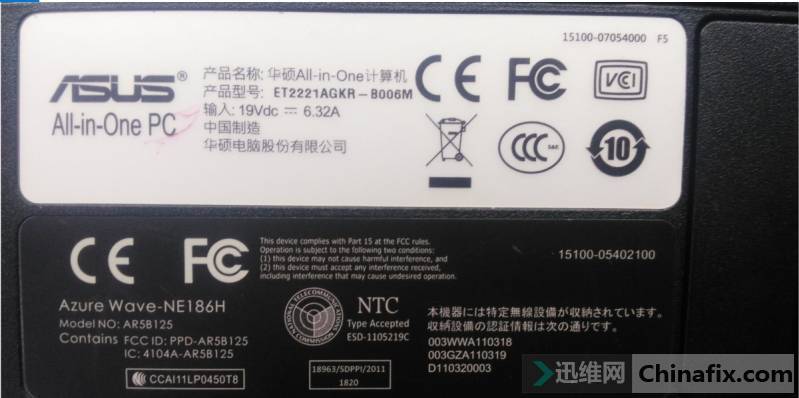 15100-07054000 F5
ASUS®
All-in-One PC
产品名称: 华硕All-in-One计算机
产品型号: ET2221AGKR-B006M
输入: 19Vdc ⎓ 6.32A
中国制造
华硕电脑股份有限公司
CE FC VCI
CCC S&E 10
CE FC
This device complies with Part 15 at the FCC rules.
Operation is subject to the following two conditions:
(1) this device may not cause harmful interference, and
(2) this device must accept any interference received,
including interference that may cause undesired operation.
15100-05402100
Azure Wave-NE186H
Model NO: AR5B125
Contains FCC ID: PPD-AR5B125
IC: 4104A-AR5B125
CCAI11LP0450T8
NATIONAL TELECOMMUNICATIONS
NTC
Type Accepted
ESD-1105219C
18963/SDPPI/2011
1820
本機器には特定無線設備が収納されています。
収納設備の認証情報は次の通りです。
003WWA110318
003GZA110319
D110320003
迅维网 Chinafix.com